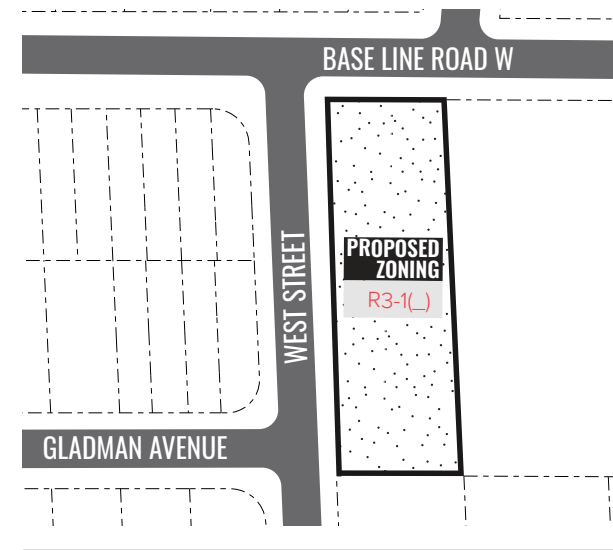 BASE LINE ROAD W
WEST STREET
PROPOSED
ZONING
R3-1(_)
GLADMAN AVENUE